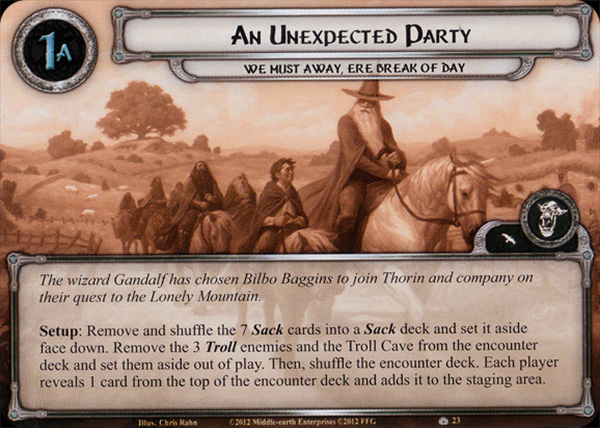 1A
An Unexpected Party
We must away, ere break of day
The wizard Gandalf has chosen Bilbo Baggins to join Thorin and company on
their quest to the Lonely Mountain.
Setup: Remove and shuffle the 7 Sack cards into a Sack deck and set it aside
face down. Remove the 3 Troll enemies and the Troll Cave from the encounter
deck and set them aside out of play. Then, shuffle the encounter deck. Each player
reveals 1 card from the top of the encounter deck and adds it to the staging area.
Illus. Chris Rahn ©2012 Middle-earth Enterprises ©2012 FFG 23